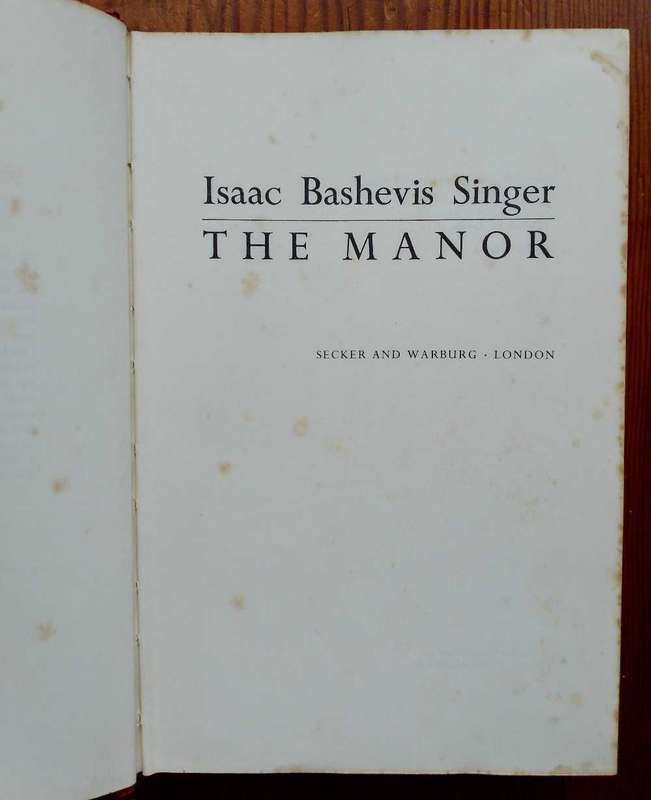 Isaac Bashevis Singer
THE MANOR
SECKER AND WARBURG · LONDON